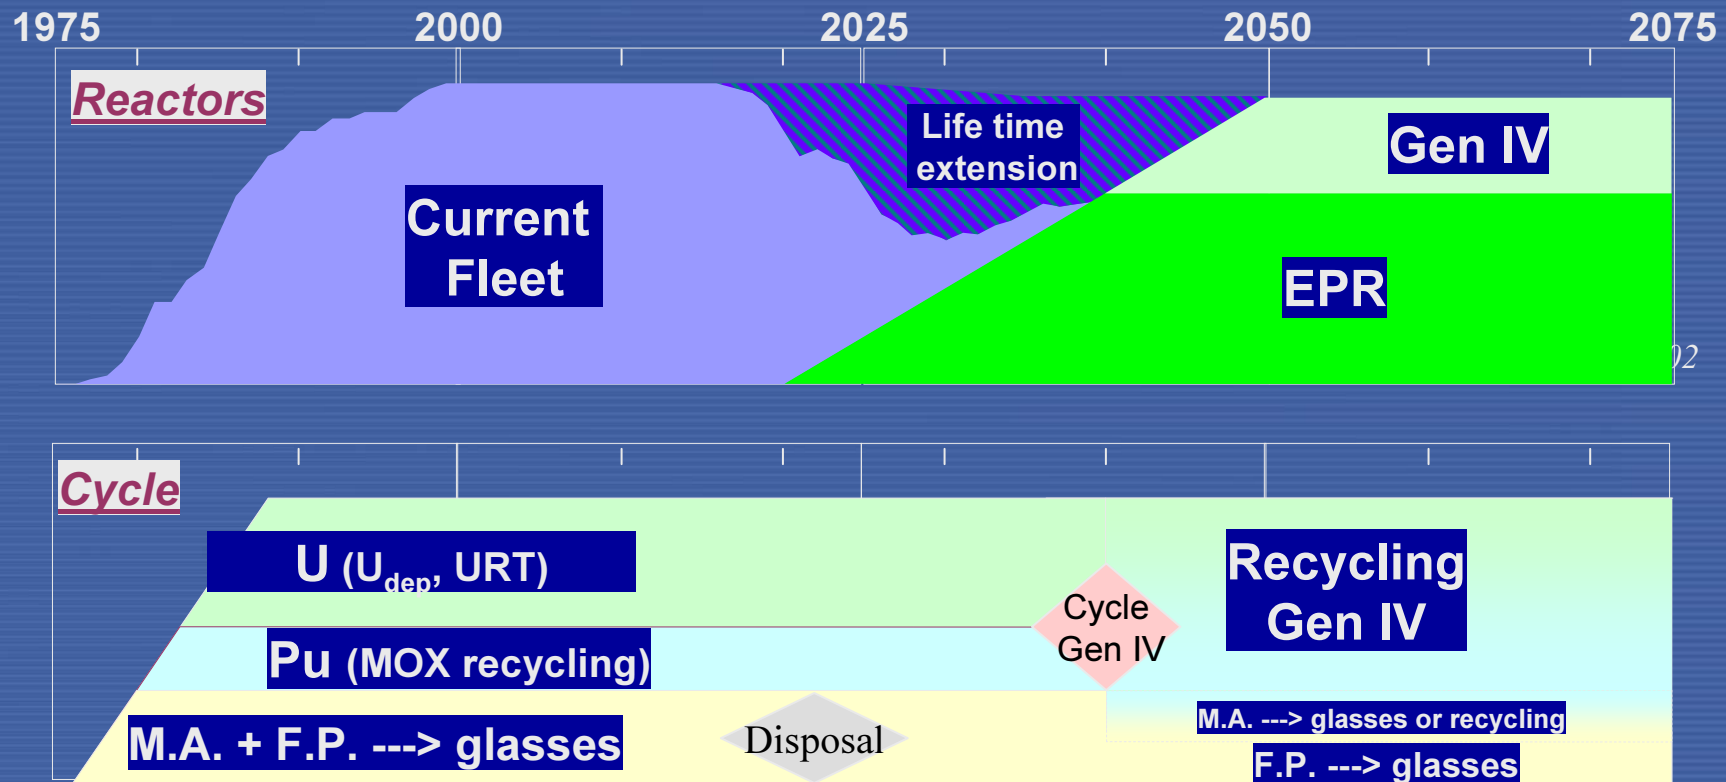 1975 2000 2025 2050 2075
Reactors
Life time
extension
Gen IV
Current
Fleet
EPR
02
Cycle
U (Udep, URT)
Recycling
Gen IV
Cycle
Gen IV
Pu (MOX recycling)
M.A. + F.P. ---> glasses
Disposal
M.A. ---> glasses or recycling
F.P. ---> glasses